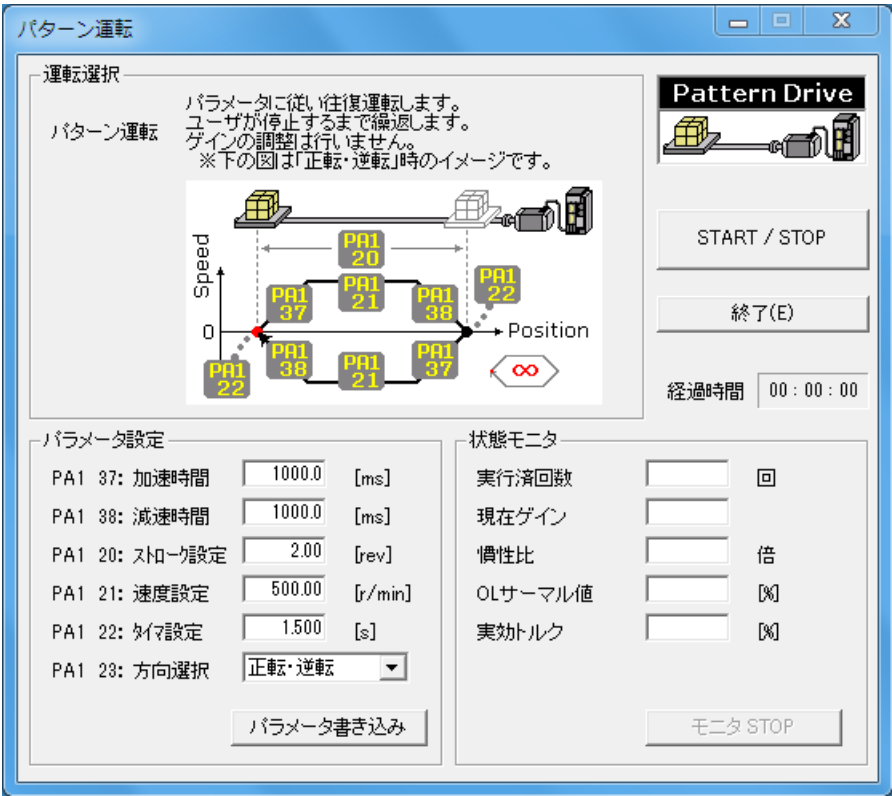 パターン運転
運転選択
パターン運転
パラメータに従い往復運転します。
ユーザが停止するまで繰返します。
ゲインの調整は行いません。
※下の図は「正転・逆転」時のイメージです。
Speed
0
Position
PA1 20
PA1 37
PA1 21
PA1 38
PA1 22
PA1 22
PA1 38
PA1 21
PA1 37
∞
Pattern Drive
START / STOP
終了(E)
経過時間 00 : 00 : 00
パラメータ設定
PA1 37: 加速時間 1000.0 [ms]
PA1 38: 減速時間 1000.0 [ms]
PA1 20: ストローク設定 2.00 [rev]
PA1 21: 速度設定 500.00 [r/min]
PA1 22: タイマ設定 1.500 [s]
PA1 23: 方向選択 正転・逆転
パラメータ書き込み
状態モニタ
実行済回数 回
現在ゲイン
慣性比 倍
OLサーマル値 [%]
実効トルク [%]
モニタ STOP